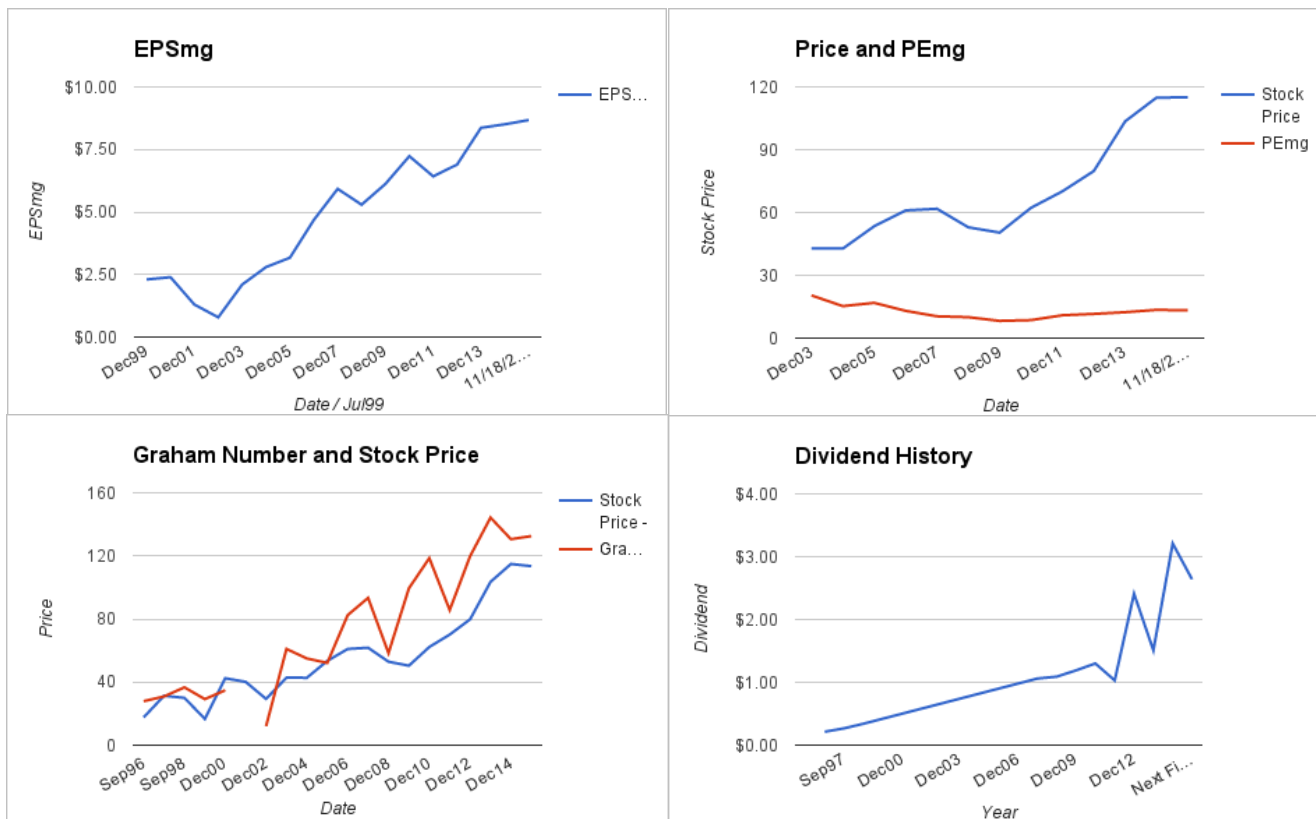 EPSmg
$10.00
$7.50
$5.00
$2.50
$0.00
EPSmg
Dec99
Dec01
Dec03
Dec05
Dec07
Dec09
Dec11
Dec13
11/18/2...
Date / Jul99
EPS...
Price and PEmg
120
90
60
30
0
Stock Price
Dec03
Dec05
Dec07
Dec09
Dec11
Dec13
11/18/2...
Date
Stock
Price
PEmg
Graham Number and Stock Price
160
120
80
40
0
Price
Sep96
Sep98
Dec00
Dec02
Dec04
Dec06
Dec08
Dec10
Dec12
Dec14
Date
Stock
Price -
Gra...
Dividend History
$4.00
$3.00
$2.00
$1.00
$0.00
Dividend
Sep97
Dec00
Dec03
Dec06
Dec09
Dec12
Next Fi...
Year